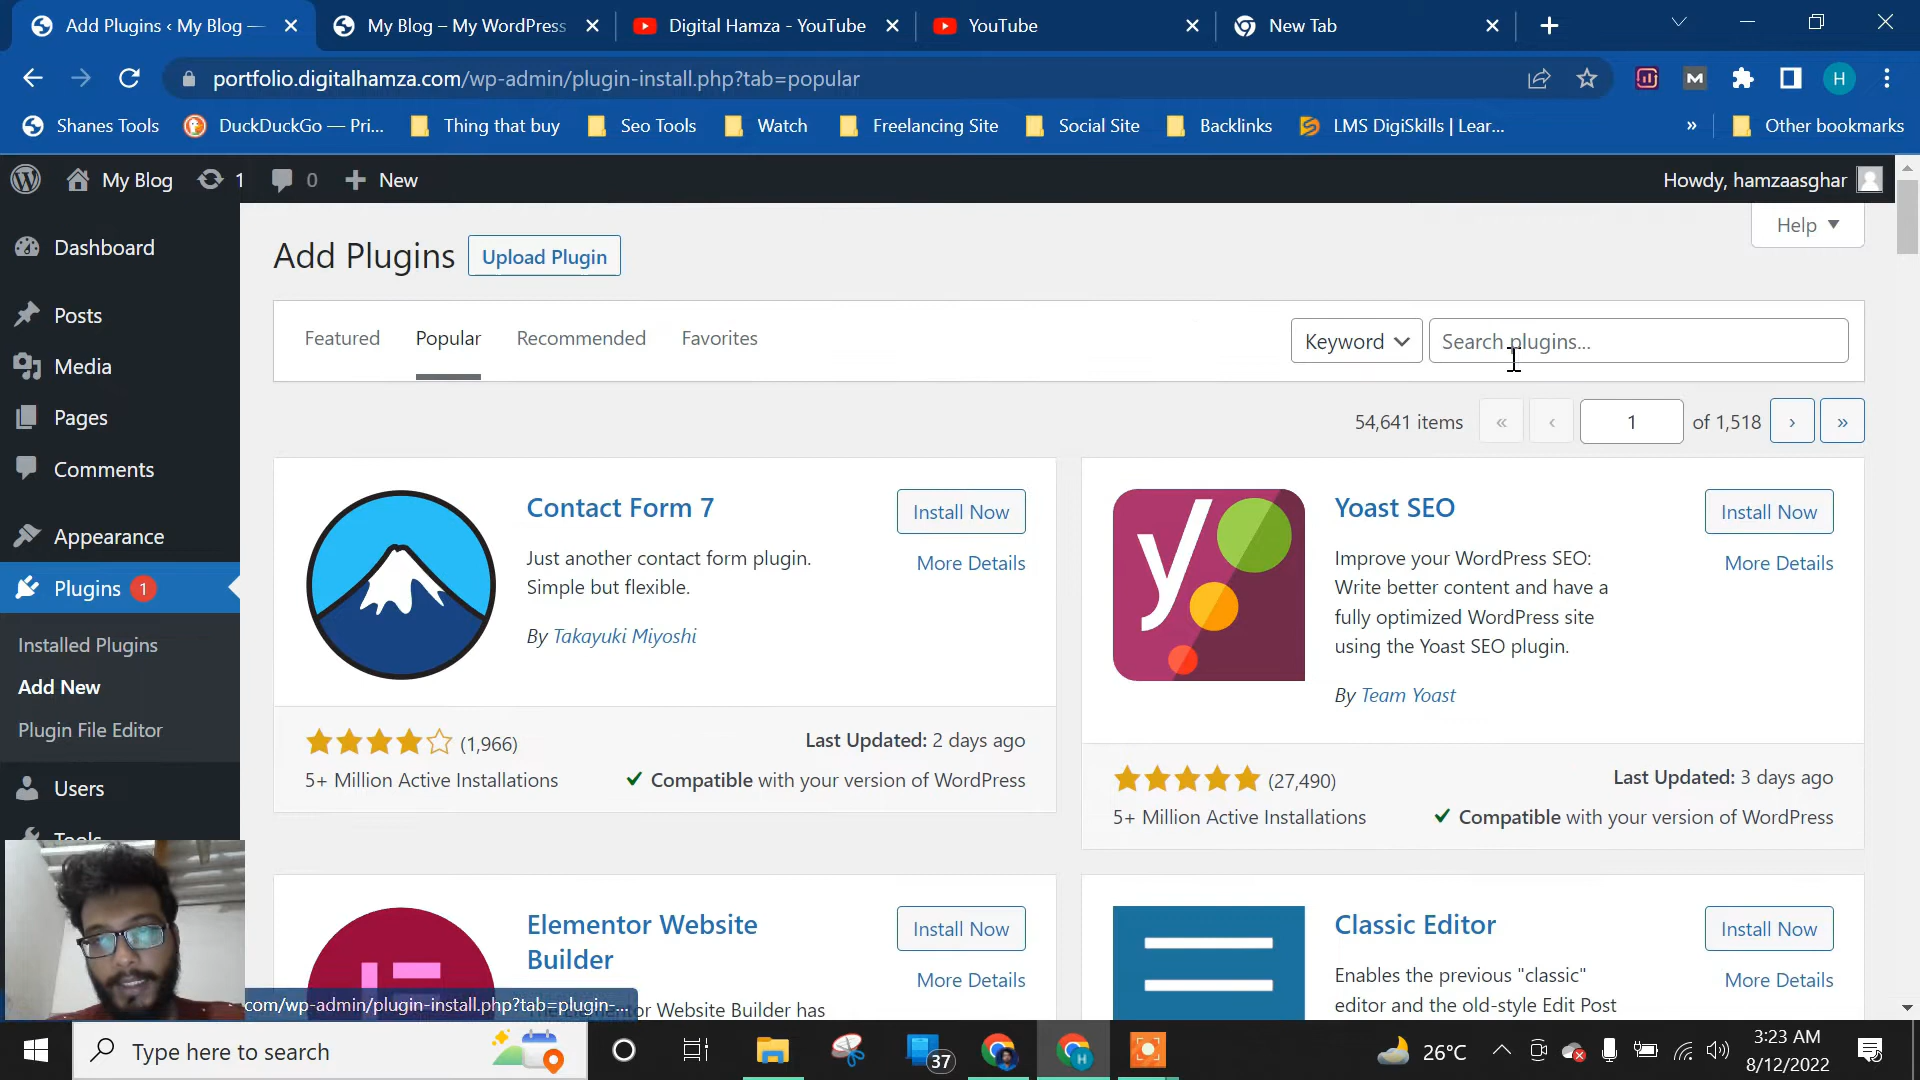 Add Plugins ‹ My Blog —
My Blog – My WordPress
Digital Hamza - YouTube
YouTube
New Tab
portfolio.digitalhamza.com/wp-admin/plugin-install.php?tab=popular
H
Shanes Tools
DuckDuckGo — Pri...
Thing that buy
Seo Tools
Watch
Freelancing Site
Social Site
Backlinks
LMS DigiSkills | Lear...
»
Other bookmarks
My Blog
1
0
New
Howdy, hamzaasghar
Dashboard
Posts
Media
Pages
Comments
Appearance
Plugins 1
Installed Plugins
Add New
Plugin File Editor
Users
Tools
Help
Add Plugins
Upload Plugin
Featured
Popular
Recommended
Favorites
Keyword
Search plugins...
54,641 items
«
‹
1
of 1,518
›
»
Contact Form 7
Install Now
More Details
Just another contact form plugin.
Simple but flexible.
By Takayuki Miyoshi
(1,966)
Last Updated: 2 days ago
5+ Million Active Installations
Compatible with your version of WordPress
Yoast SEO
Install Now
More Details
Improve your WordPress SEO:
Write better content and have a
fully optimized WordPress site
using the Yoast SEO plugin.
By Team Yoast
(27,490)
Last Updated: 3 days ago
5+ Million Active Installations
Compatible with your version of WordPress
Elementor Website
Builder
Install Now
More Details
Elementor Website Builder has
Classic Editor
Install Now
More Details
Enables the previous "classic"
editor and the old-style Edit Post
com/wp-admin/plugin-install.php?tab=plugin-...
Type here to search
37
26°C
3:23 AM
8/12/2022